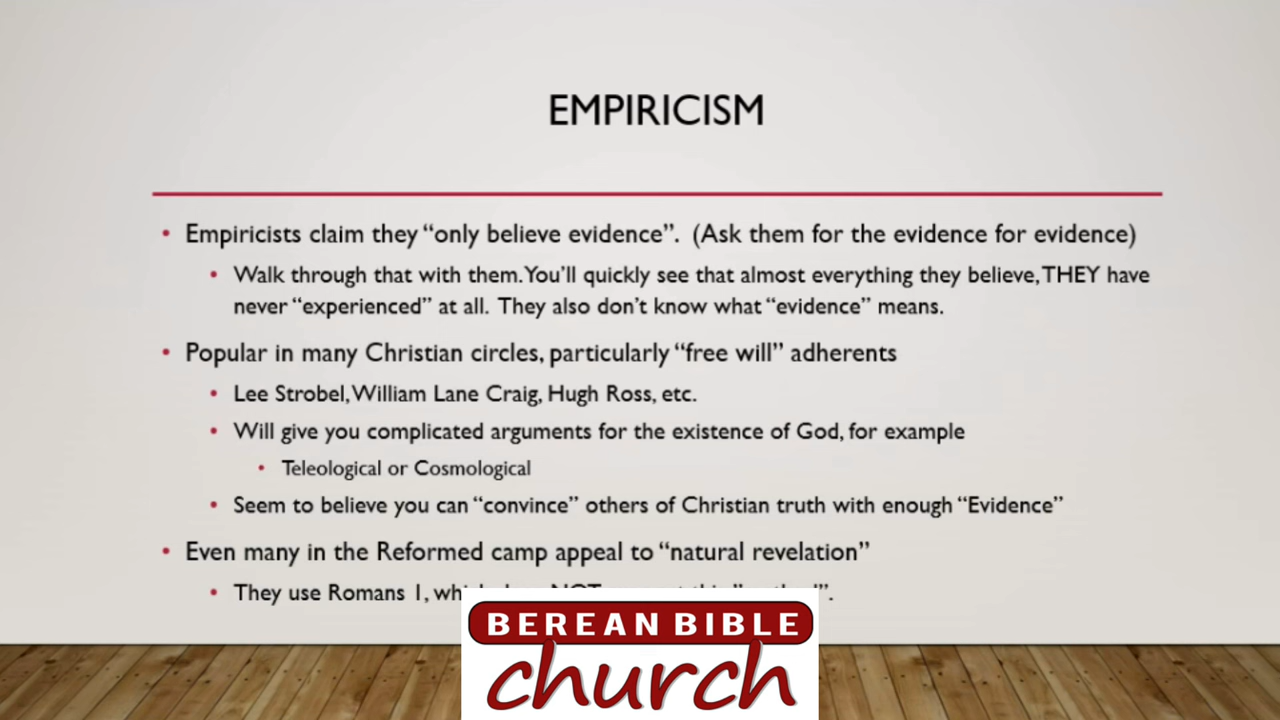 EMPIRICISM
• Empiricists claim they “only believe evidence”. (Ask them for the evidence for evidence)
• Walk through that with them. You’ll quickly see that almost everything they believe, THEY have
never “experienced” at all. They also don’t know what “evidence” means.
• Popular in many Christian circles, particularly “free will” adherents
• Lee Strobel, William Lane Craig, Hugh Ross, etc.
• Will give you complicated arguments for the existence of God, for example
• Teleological or Cosmological
• Seem to believe you can “convince” others of Christian truth with enough “Evidence”
• Even many in the Reformed camp appeal to “natural revelation”
• They use Romans 1,
BEREAN BIBLE
church